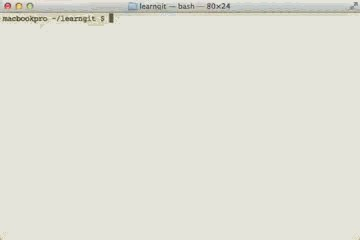 learngit — bash — 80×24
macbookpro ~/learngit $